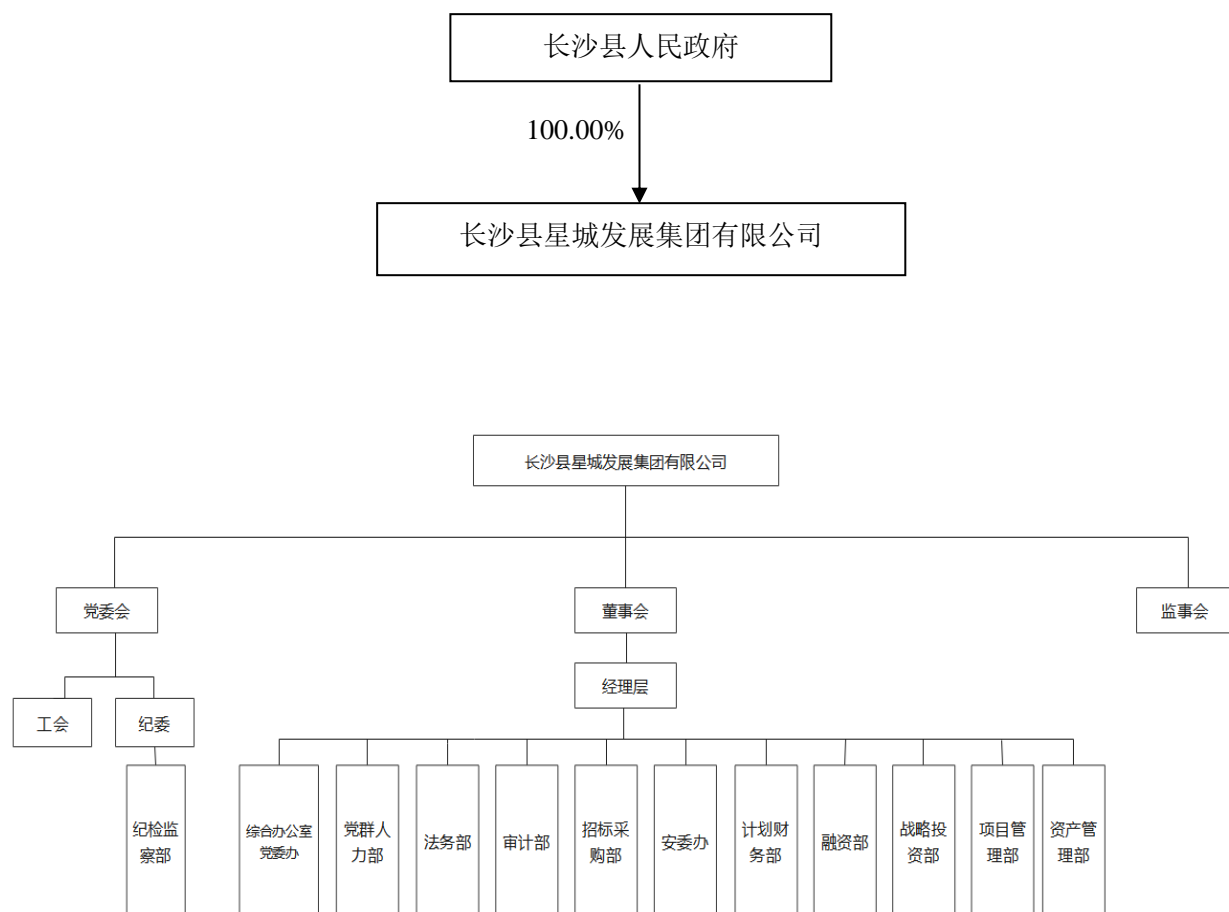 长沙县人民政府
100.00%
长沙县星城发展集团有限公司
长沙县星城发展集团有限公司
党委会
董事会
监事会
经理层
工会
纪委
纪检监
察部
综合办公室
党委办
党群人
力部
法务部
审计部
招标采
购部
安委办
计划财
务部
融资部
战略投
资部
项目管
理部
资产管
理部